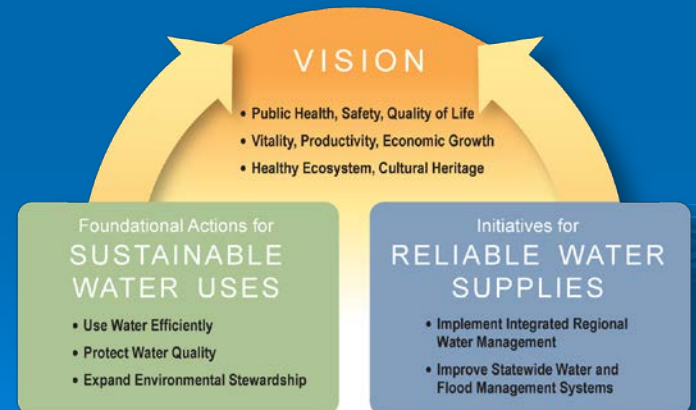 VISION
• Public Health, Safety, Quality of Life
• Vitality, Productivity, Economic Growth
• Healthy Ecosystem, Cultural Heritage
Foundational Actions for
SUSTAINABLE
WATER USES
• Use Water Efficiently
• Protect Water Quality
• Expand Environmental Stewardship
Initiatives for
RELIABLE WATER
SUPPLIES
• Implement Integrated Regional
Water Management
• Improve Statewide Water and
Flood Management Systems